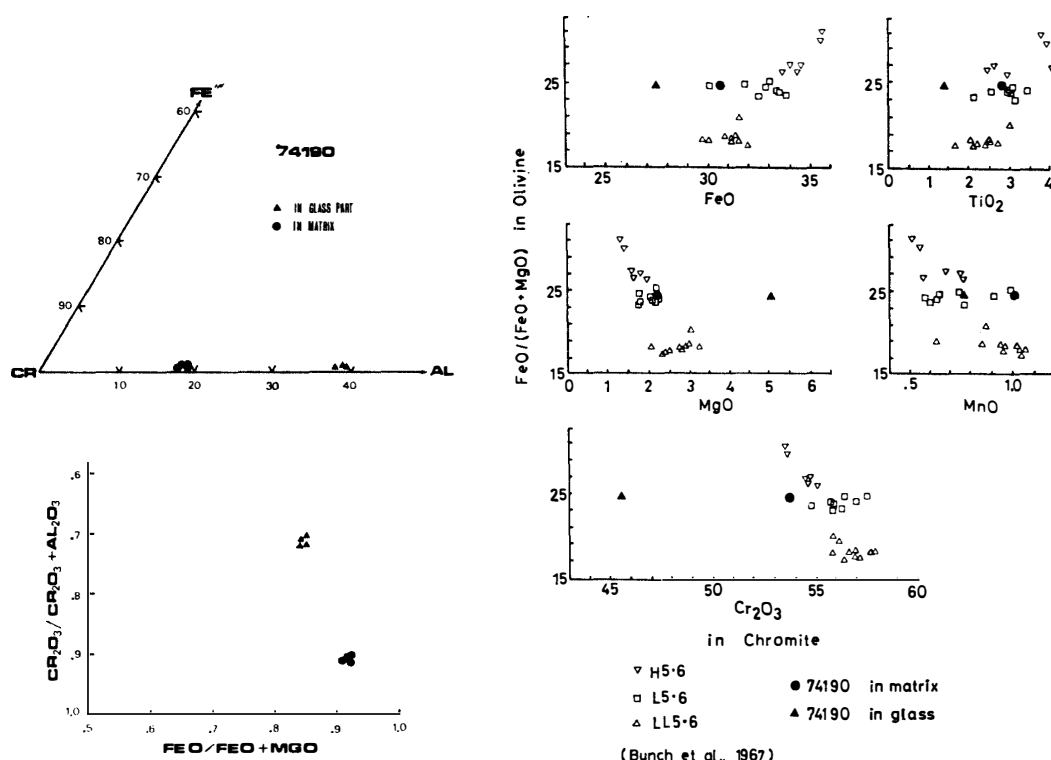 FE'''
60
74190
70
▲ IN GLASS PART
● IN MATRIX
80
90
CR
10
20
30
40
AL
.6
.7
.8
.9
1.0
.5
.6
.7
.8
.9
1.0
CR₂O₃/CR₂O₃+AL₂O₃
FEO/FEO+MGO
FeO/(FeO+MgO) in Olivine
25
15
25
30
35
FeO
25
15
0
1
2
3
4
TiO₂
25
15
0
1
2
3
4
5
6
MgO
25
15
.5
1.0
MnO
25
15
45
50
55
60
Cr₂O₃
in Chromite
▽ H5·6
□ L5·6
△ LL5·6
● 74190 in matrix
▲ 74190 in glass
(Bunch et al., 1967)